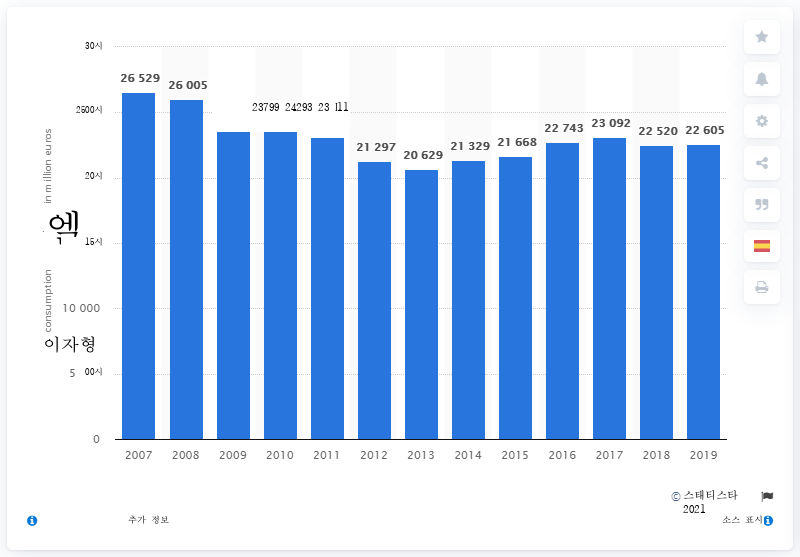 30시
26 529
26 005
2500시
23799 24293 23 111
21 297
20 629
21 329
21 668
22 743
23 092
22 520
22 605
20시
in million euros
엠
15시
consumption
10 000
이자형
5 00시
0
2007 2008 2009 2010 2011 2012 2013 2014 2015 2016 2017 2018 2019
© 스태티스타
2021
추가 정보
소스 표시